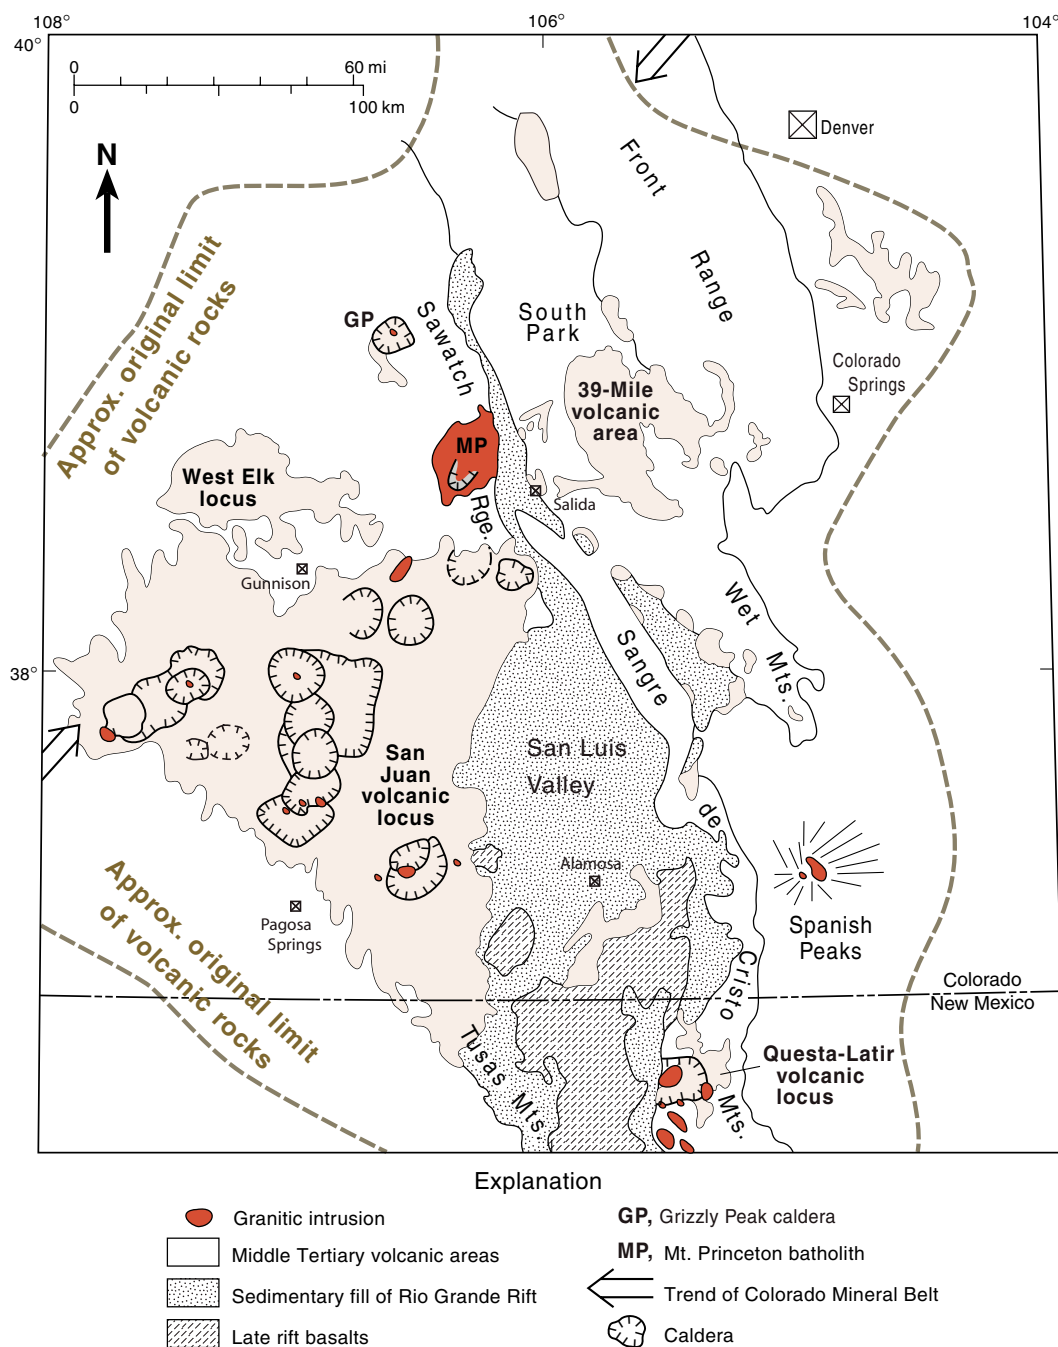 108°
106°
104°
40°
0
60 mi
0
100 km
N
Denver
Front
Range
Approx. original limit
of volcanic rocks
GP
Sawatch
South
Park
Colorado
Springs
39-Mile
volcanic
area
MP
West Elk
locus
Rge.
Salida
Gunnison
Wet
Mts.
38°
Sangre
San Luis
Valley
San
Juan
volcanic
locus
de
Alamosa
Pagosa
Springs
Spanish
Peaks
Approx. original limit
of volcanic rocks
Cristo
Colorado
New Mexico
Tusas
Mts.
Questa-Latir
volcanic
locus
Mts.
Explanation
Granitic intrusion
Middle Tertiary volcanic areas
Sedimentary fill of Rio Grande Rift
Late rift basalts
GP, Grizzly Peak caldera
MP, Mt. Princeton batholith
Trend of Colorado Mineral Belt
Caldera